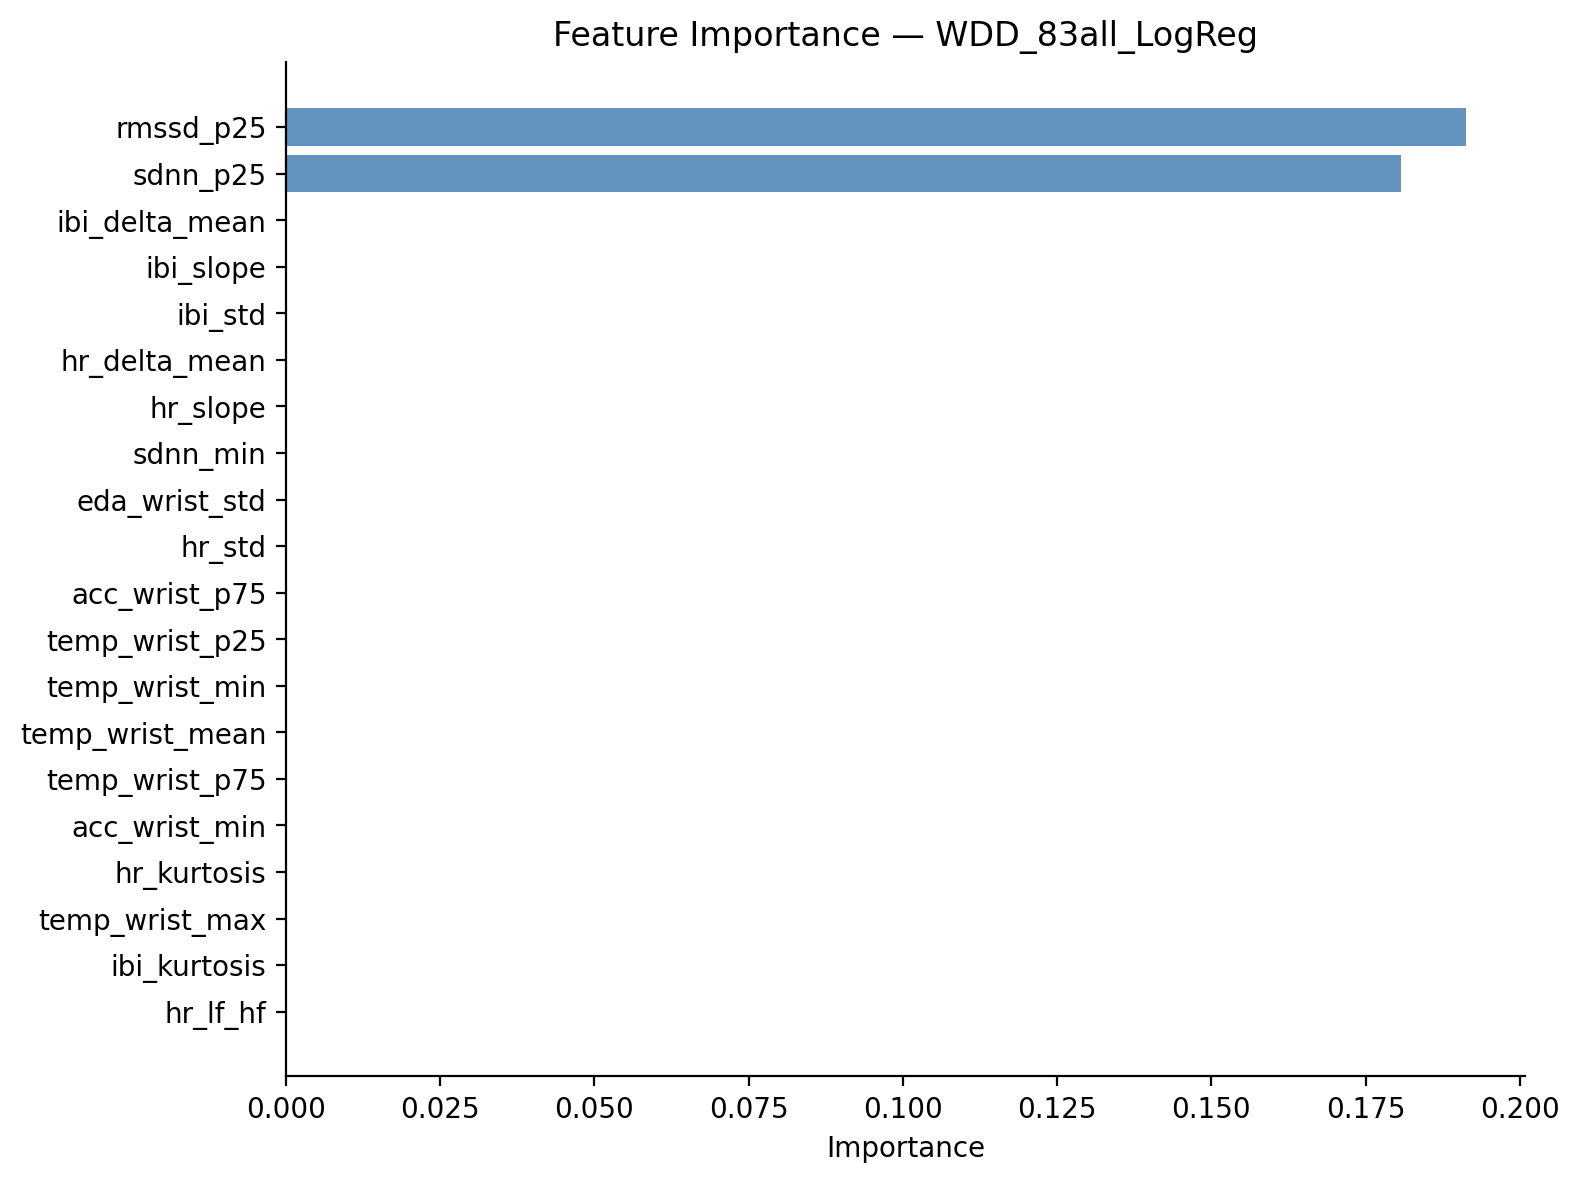 Feature Importance — WDD_83all_LogReg
rmssd_p25
sdnn_p25
ibi_delta_mean
ibi_slope
ibi_std
hr_delta_mean
hr_slope
sdnn_min
eda_wrist_std
hr_std
acc_wrist_p75
temp_wrist_p25
temp_wrist_min
temp_wrist_mean
temp_wrist_p75
acc_wrist_min
hr_kurtosis
temp_wrist_max
ibi_kurtosis
hr_lf_hf
0.000 0.025 0.050 0.075 0.100 0.125 0.150 0.175 0.200
Importance